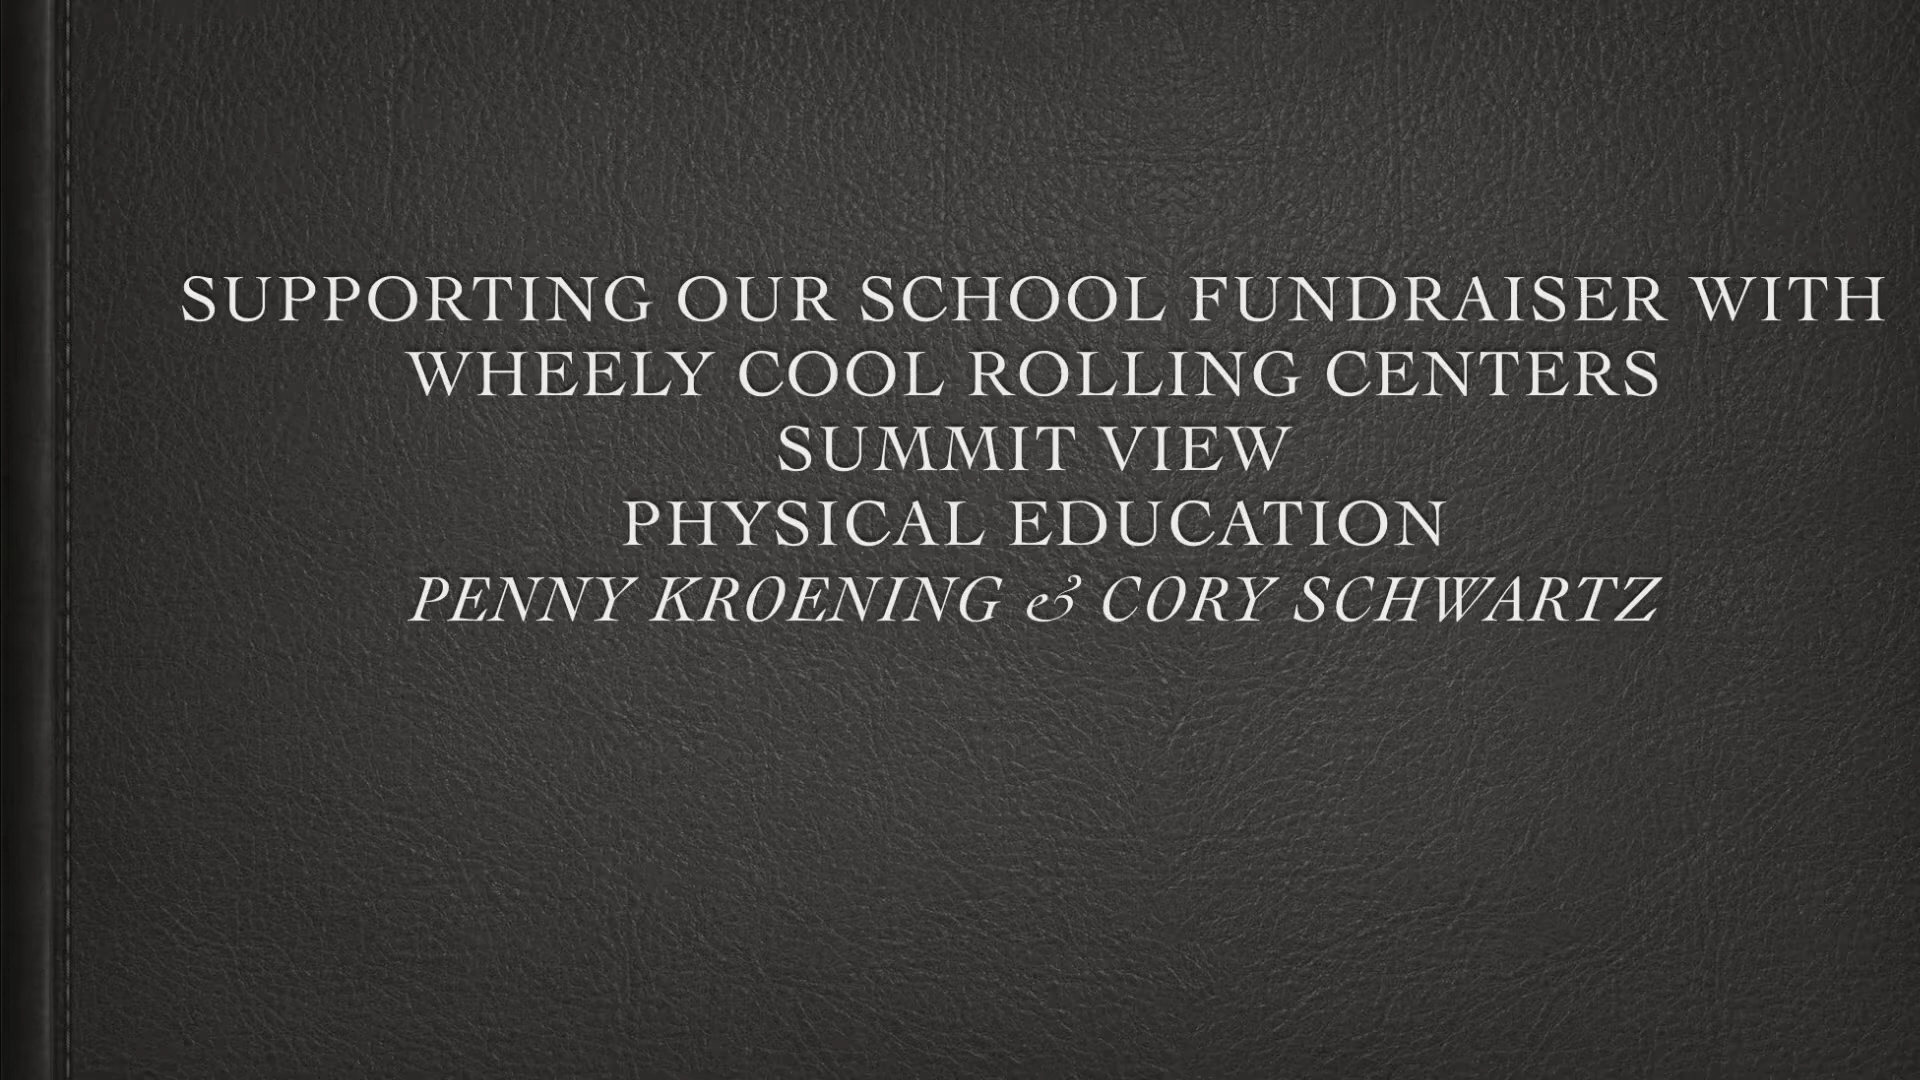 SUPPORTING OUR SCHOOL FUNDRAISER WITH
WHEELY COOL ROLLING CENTERS
SUMMIT VIEW
PHYSICAL EDUCATION
PENNY KROENING & CORY SCHWARTZ